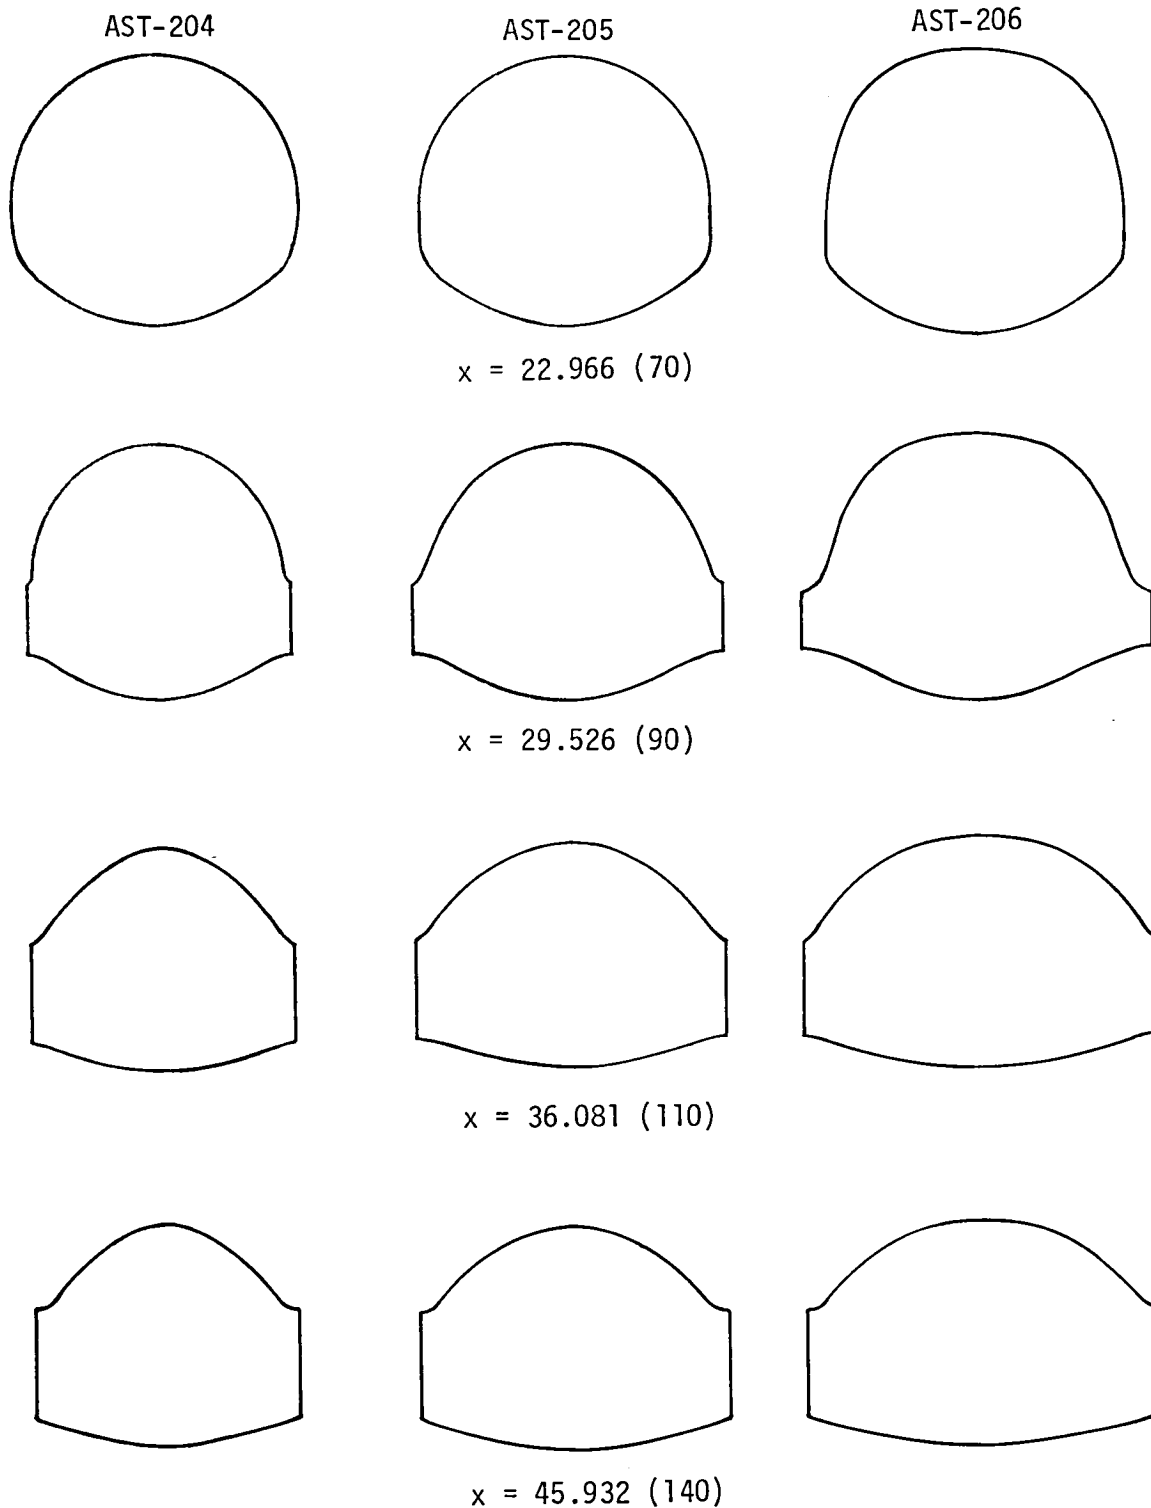 AST-204 AST-205 AST-206
x = 22.966 (70)
x = 29.526 (90)
x = 36.081 (110)
x = 45.932 (140)